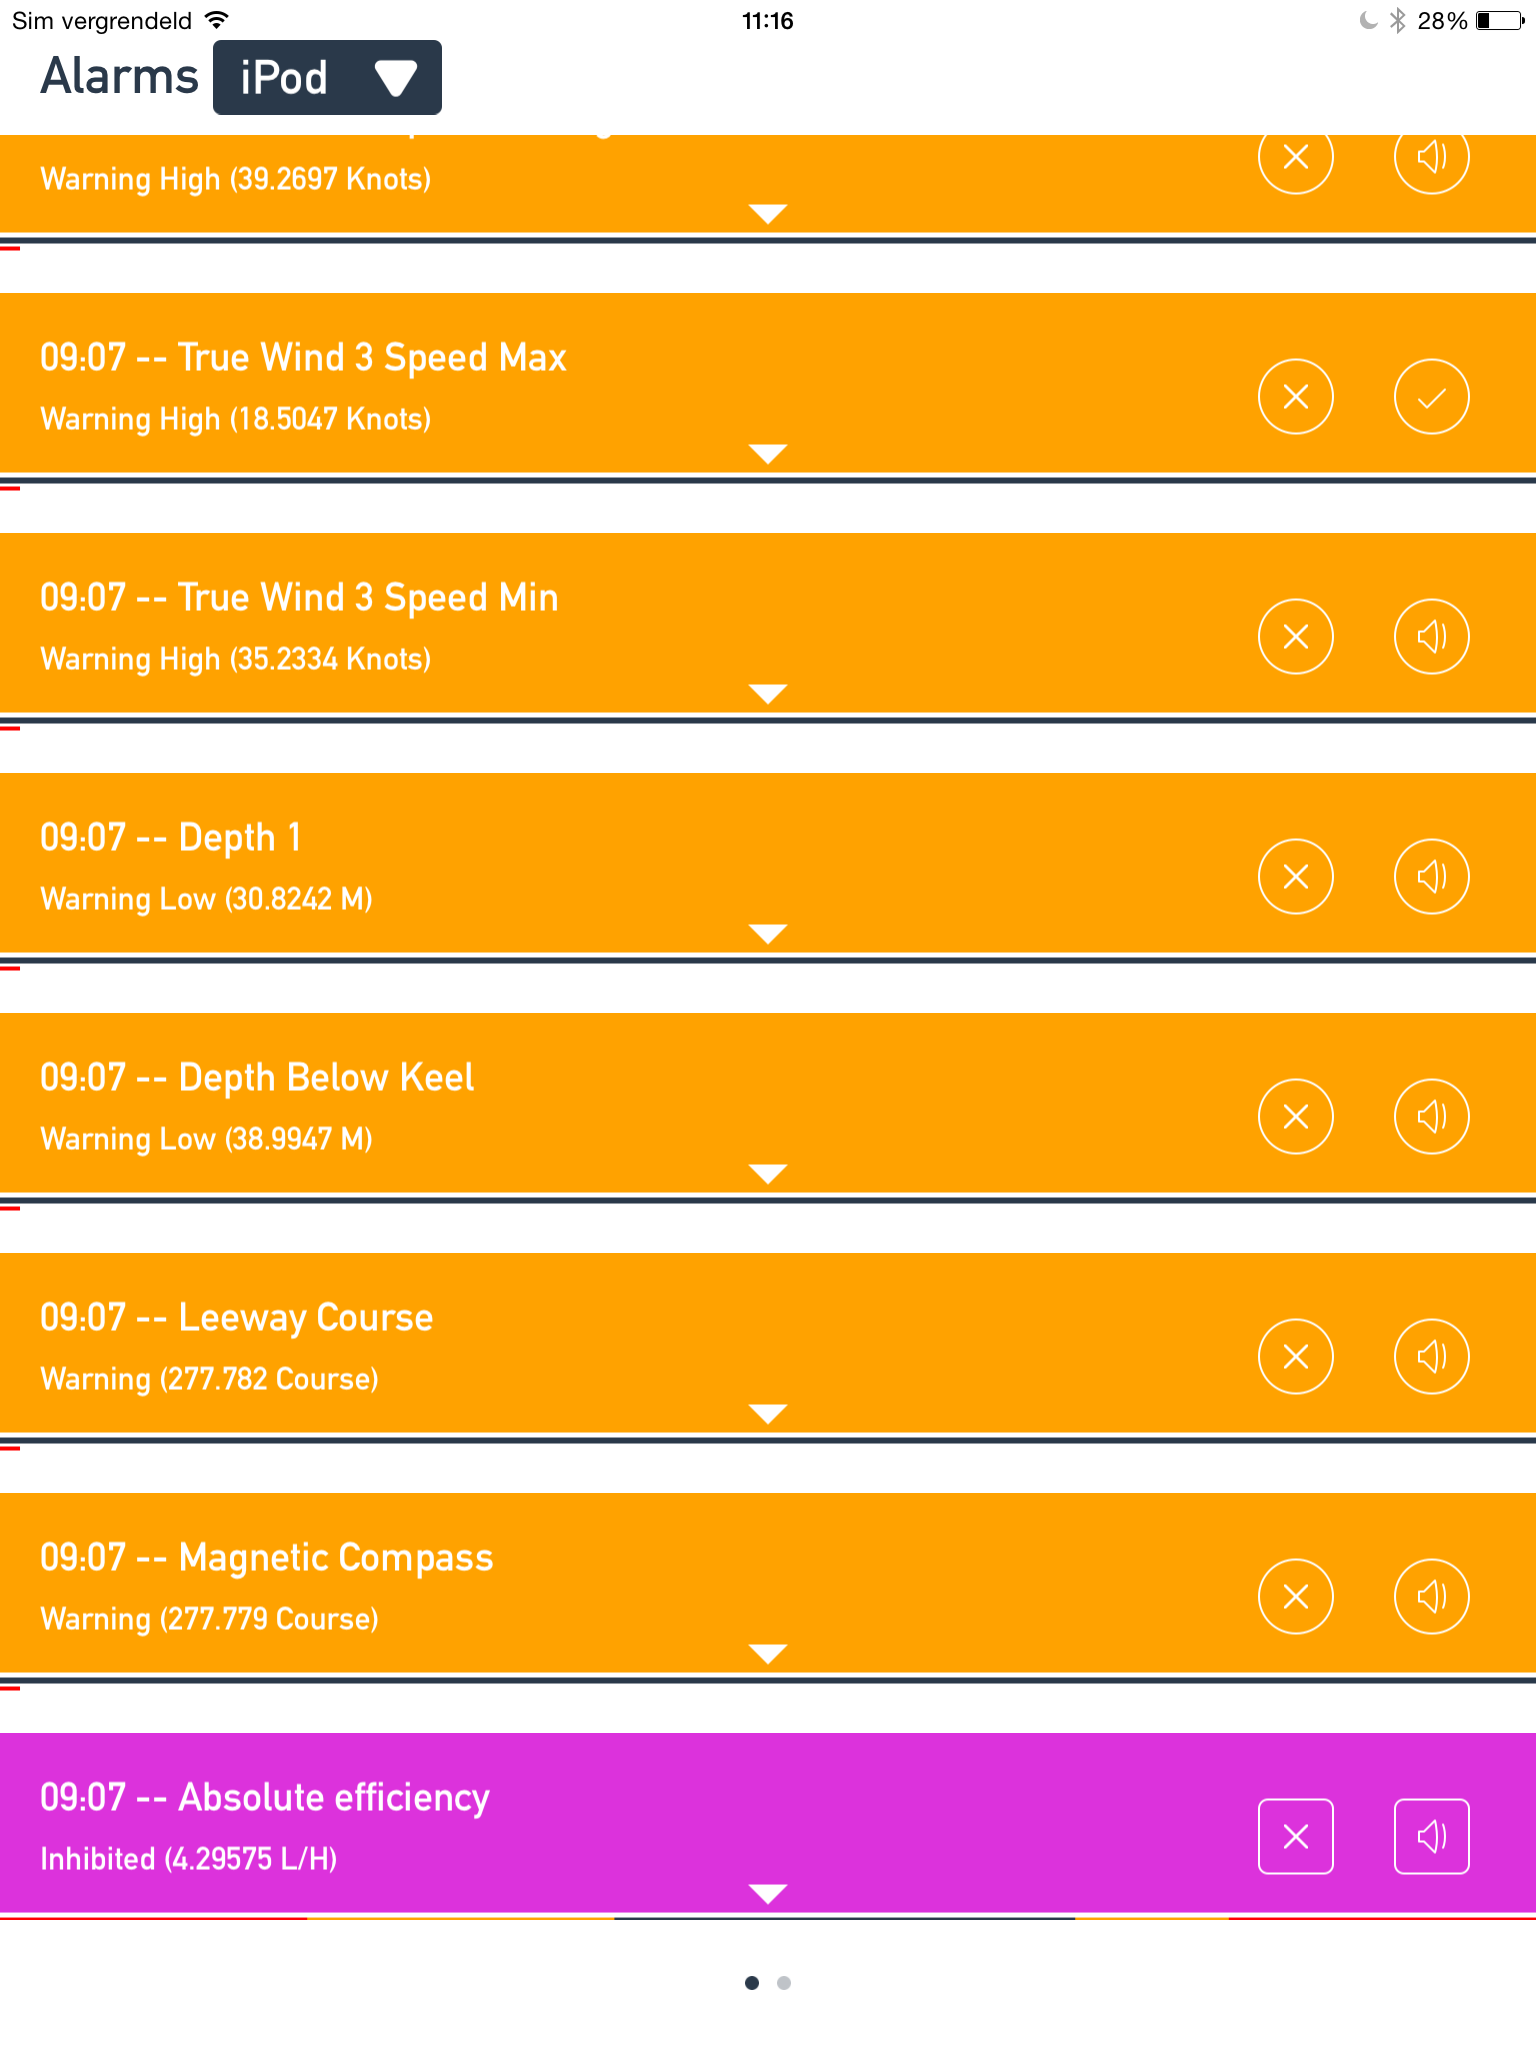 Sim vergrendeld 11:16 28%
Alarms iPod
Warning High (39.2697 Knots)
09:07 -- True Wind 3 Speed Max
Warning High (18.5047 Knots)
09:07 -- True Wind 3 Speed Min
Warning High (35.2334 Knots)
09:07 -- Depth 1
Warning Low (30.8242 M)
09:07 -- Depth Below Keel
Warning Low (38.9947 M)
09:07 -- Leeway Course
Warning (277.782 Course)
09:07 -- Magnetic Compass
Warning (277.779 Course)
09:07 -- Absolute efficiency
Inhibited (4.29575 L/H)